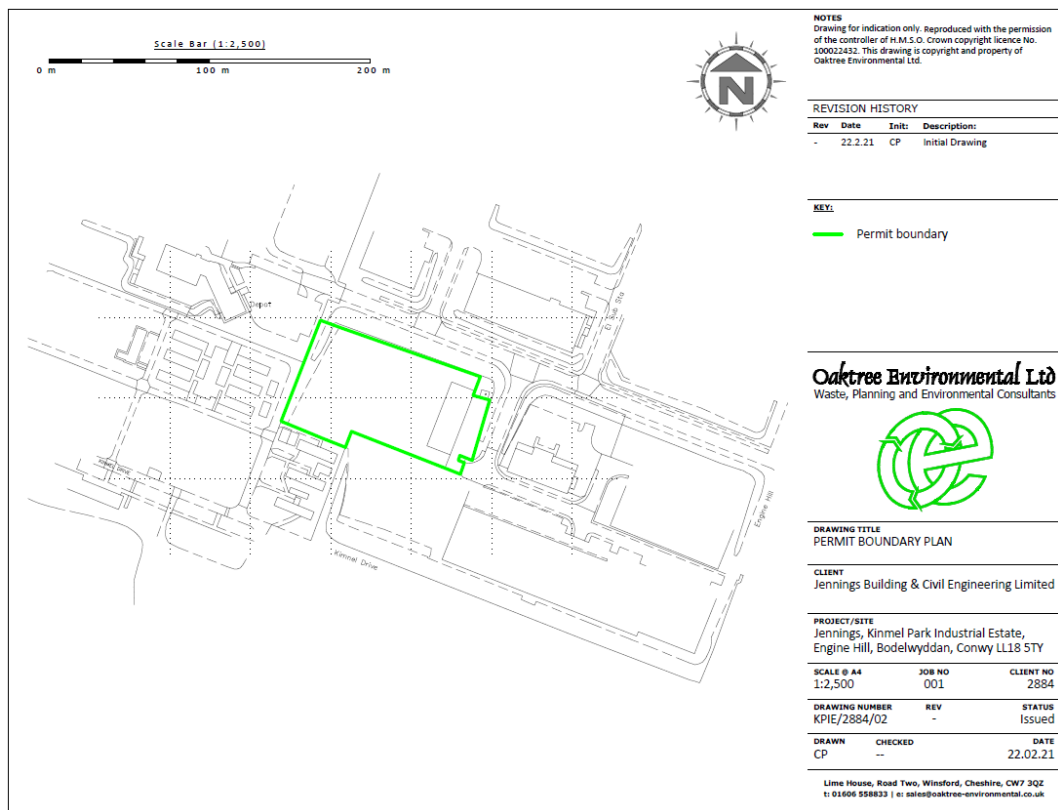 Scale Bar (1:2,500)
0 m 100 m 200 m
N
Depot
El Sub Sta
Kinmel Drive
Engine Hill
NOTES
Drawing for indication only. Reproduced with the permission
of the controller of H.M.S.O. Crown copyright licence No.
100022432. This drawing is copyright and property of
Oaktree Environmental Ltd.
REVISION HISTORY
Rev Date Init: Description:
- 22.2.21 CP Initial Drawing
KEY:
Permit boundary
Oaktree Environmental Ltd
Waste, Planning and Environmental Consultants
DRAWING TITLE
PERMIT BOUNDARY PLAN
CLIENT
Jennings Building & Civil Engineering Limited
PROJECT/SITE
Jennings, Kinmel Park Industrial Estate,
Engine Hill, Bodelwyddan, Conwy LL18 5TY
SCALE @ A4 JOB NO CLIENT NO
1:2,500 001 2884
DRAWING NUMBER REV STATUS
KPIE/2884/02 - Issued
DRAWN CHECKED DATE
CP -- 22.02.21
Lime House, Road Two, Winsford, Cheshire, CW7 3QZ
t: 01606 558833 | e: sales@oaktree-environmental.co.uk